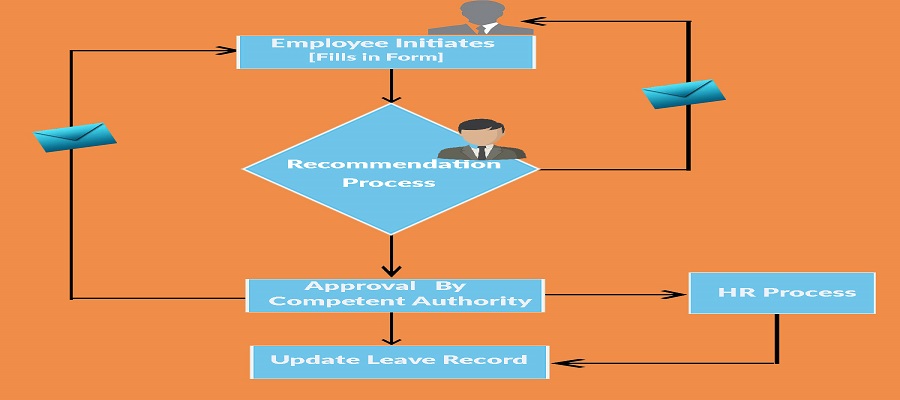 Employee Initiates
[Fills in Form]
Recommendation
Process
Approval By
Competent Authority
HR Process
Update Leave Record